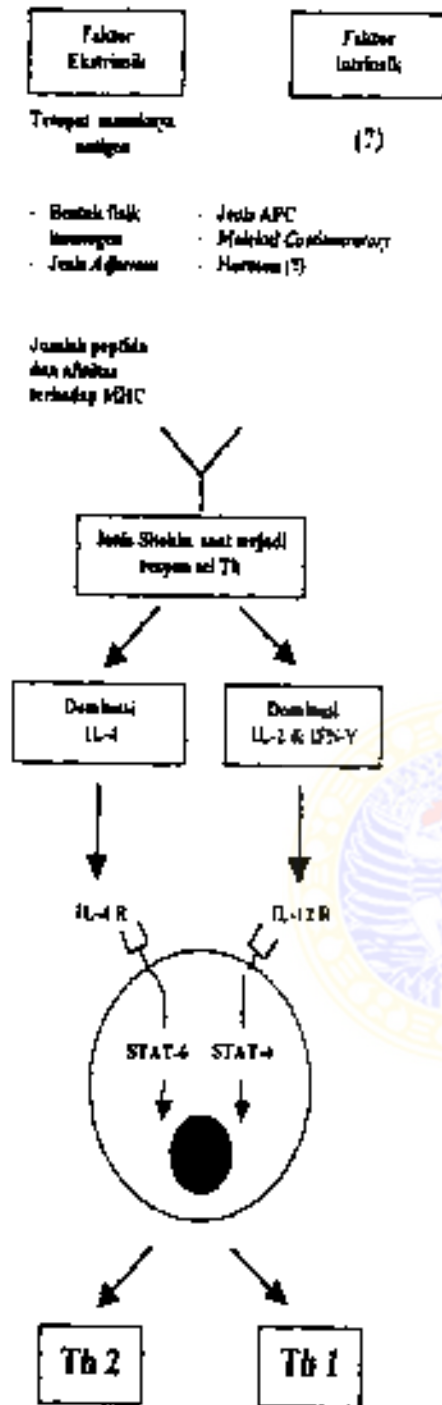 Faktor
Ekstrinsik
Faktor
Intrinsik
Tempat masuknya
antigen
(?)
- Bentuk fisik
imunogen
- Jenis Adjuvant
- Jenis APC
- Molekul Costimulatory
- Hormon (?)
Jumlah peptida
dan afinitas
terhadap MHC
Jenis Sitokin saat terjadi
respon sel Th
Dominasi
IL-4
Dominasi
IL-2 & IFN-γ
IL-4 R
IL-12 R
STAT-6 STAT-4
Th 2
Th 1